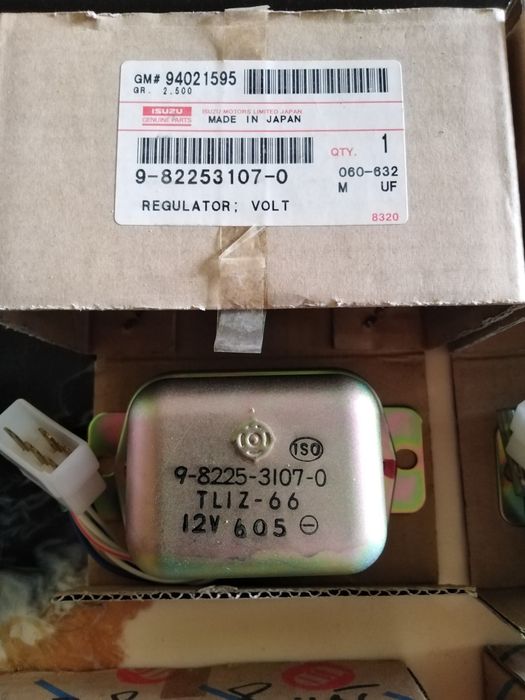 GM# 94021595
GR. 2,500
ISUZU
GENUINE PARTS
ISUZU MOTORS LIMITED JAPAN
MADE IN JAPAN
QTY. 1
9-82253107-0
060-632
M UF
REGULATOR; VOLT
8320
ISO
9-8225-3107-0
TL1Z-66
12V 605 ⊖